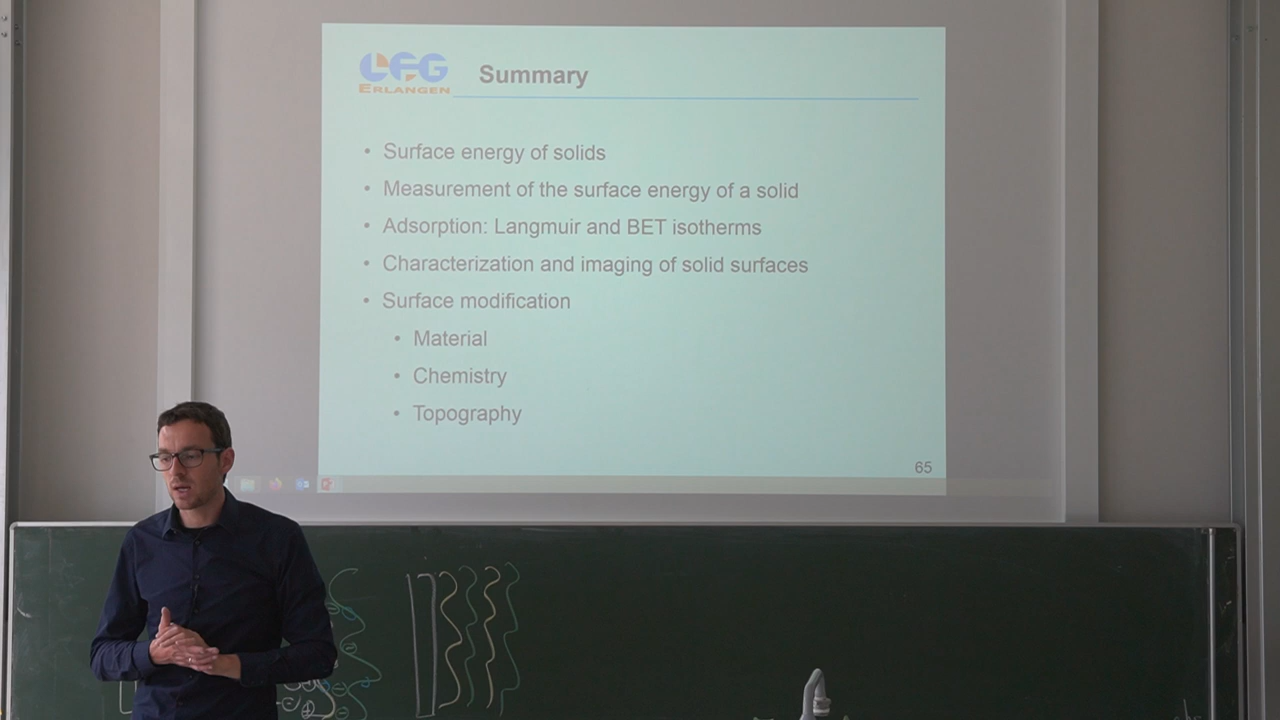 LFG
ERLANGEN
Summary
• Surface energy of solids
• Measurement of the surface energy of a solid
• Adsorption: Langmuir and BET isotherms
• Characterization and imaging of solid surfaces
• Surface modification
• Material
• Chemistry
• Topography
65